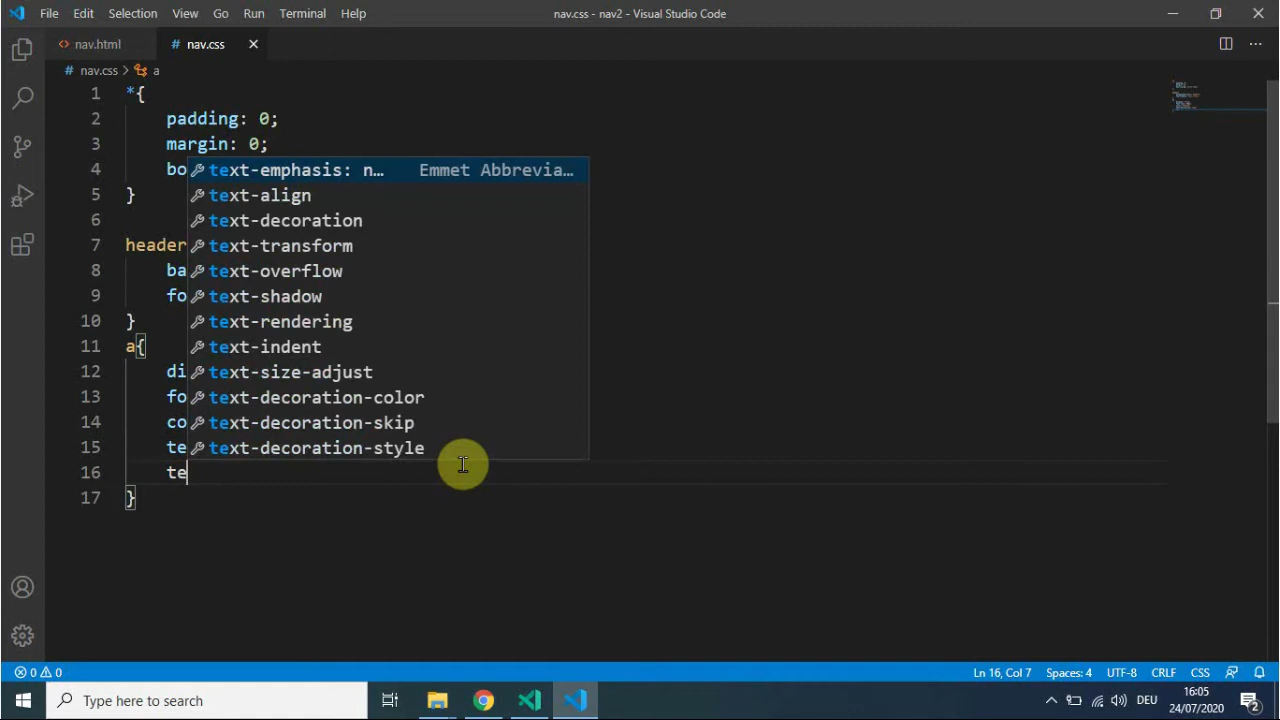 File Edit Selection View Go Run Terminal Help nav.css - nav2 - Visual Studio Code
nav.html # nav.css
# nav.css > a
1 *{
2 padding: 0;
3 margin: 0;
4 bo
5 }
6
7 header
8 ba
9 fo
10 }
11 a{
12 di
13 fo
14 co
15 te
16 te
17 }
text-emphasis: n… Emmet Abbrevia…
text-align
text-decoration
text-transform
text-overflow
text-shadow
text-rendering
text-indent
text-size-adjust
text-decoration-color
text-decoration-skip
text-decoration-style
0 0 Ln 16, Col 7 Spaces: 4 UTF-8 CRLF CSS
Type here to search DEU 16:05
24/07/2020 2